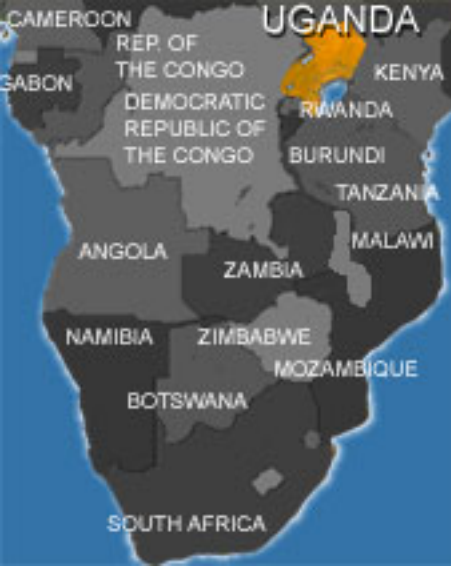 CAMEROON
UGANDA
REP. OF
THE CONGO
KENYA
GABON
DEMOCRATIC
REPUBLIC OF
THE CONGO
RWANDA
BURUNDI
TANZANIA
MALAWI
ANGOLA
ZAMBIA
NAMIBIA
ZIMBABWE
MOZAMBIQUE
BOTSWANA
SOUTH AFRICA